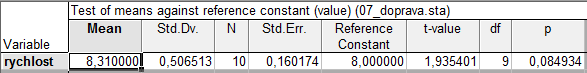 Test of means against reference constant (value) (07_doprava.sta)
Variable Mean Std.Dv. N Std.Err. Reference Constant t-value df p
rychlost 8,310000 0,506513 10 0,160174 8,000000 1,935401 9 0,084934